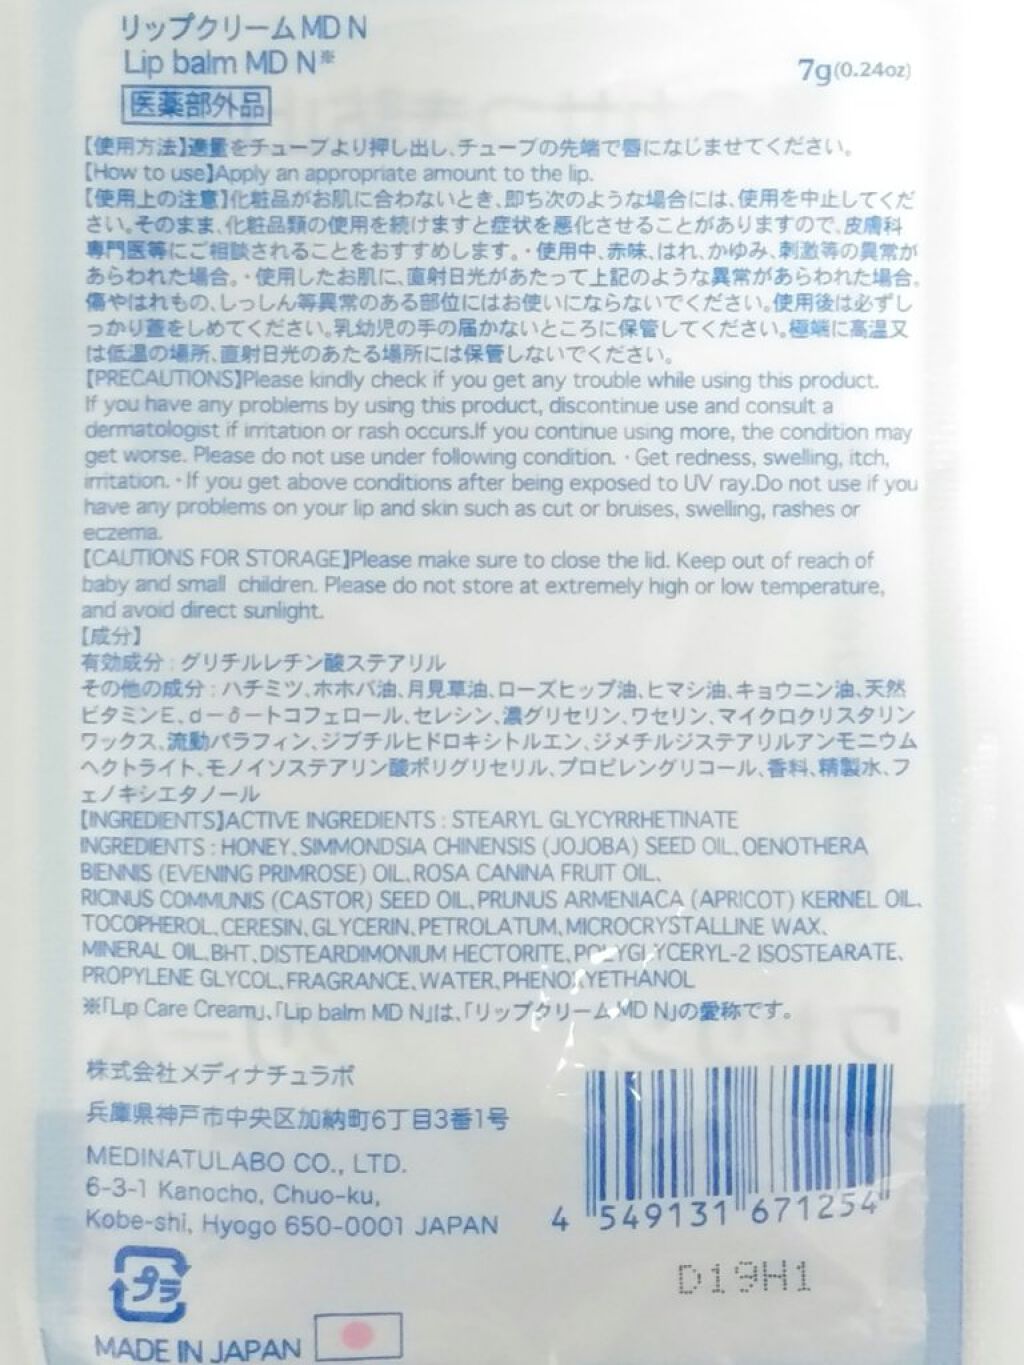 リップクリームMD N
Lip balm MD N※
7g(0.24oz)
医薬部外品
【使用方法】適量をチューブより押し出し、チューブの先端で唇になじませてください。
【How to use】Apply an appropriate amount to the lip.
【使用上の注意】化粧品がお肌に合わないとき、即ち次のような場合には、使用を中止してくだ
さい。そのまま、化粧品類の使用を続けますと症状を悪化させることがありますので、皮膚科
専門医等にご相談されることをおすすめします。・使用中、赤味、はれ、かゆみ、刺激等の異常が
あらわれた場合。・使用したお肌に、直射日光があたって上記のような異常があらわれた場合。
傷やはれもの、しっしん等異常のある部位にはお使いにならないでください。使用後は必ずし
っかり蓋をしめてください。乳幼児の手の届かないところに保管してください。極端に高温又
は低温の場所、直射日光のあたる場所には保管しないでください。
【PRECAUTIONS】Please kindly check if you get any trouble while using this product.
If you have any problems by using this product, discontinue use and consult a
dermatologist if irritation or rash occurs.If you continue using more, the condition may
get worse. Please do not use under following condition. ・Get redness, swelling, itch,
irritation. ・If you get above conditions after being exposed to UV ray.Do not use if you
have any problems on your lip and skin such as cut or bruises, swelling, rashes or
eczema.
【CAUTIONS FOR STORAGE】Please make sure to close the lid. Keep out of reach of
baby and small children. Please do not store at extremely high or low temperature,
and avoid direct sunlight.
【成分】
有効成分：グリチルレチン酸ステアリル
その他の成分：ハチミツ、ホホバ油、月見草油、ローズヒップ油、ヒマシ油、キョウニン油、天然
ビタミンE、d－δ－トコフェロール、セレシン、濃グリセリン、ワセリン、マイクロクリスタリン
ワックス、流動パラフィン、ジブチルヒドロキシトルエン、ジメチルジステアリルアンモニウム
ヘクトライト、モノイソステアリン酸ポリグリセリル、プロピレングリコール、香料、精製水、フ
ェノキシエタノール
【INGREDIENTS】ACTIVE INGREDIENTS : STEARYL GLYCYRRHETINATE
INGREDIENTS : HONEY、SIMMONDSIA CHINENSIS (JOJOBA) SEED OIL、OENOTHERA
BIENNIS (EVENING PRIMROSE) OIL、ROSA CANINA FRUIT OIL、
RICINUS COMMUNIS (CASTOR) SEED OIL、PRUNUS ARMENIACA (APRICOT) KERNEL OIL、
TOCOPHEROL、CERESIN、GLYCERIN、PETROLATUM、MICROCRYSTALLINE WAX、
MINERAL OIL、BHT、DISTEARDIMONIUM HECTORITE、POLYGLYCERYL-2 ISOSTEARATE、
PROPYLENE GLYCOL、FRAGRANCE、WATER、PHENOXYETHANOL
※「Lip Care Cream」、「Lip balm MD N」は、「リップクリームMD N」の愛称です。
株式会社メディナチュラボ
兵庫県神戸市中央区加納町6丁目3番1号
MEDINATULABO CO., LTD.
6-3-1 Kanocho, Chuo-ku,
Kobe-shi, Hyogo 650-0001 JAPAN
4 549131 671254
D19H1
プラ
MADE IN JAPAN